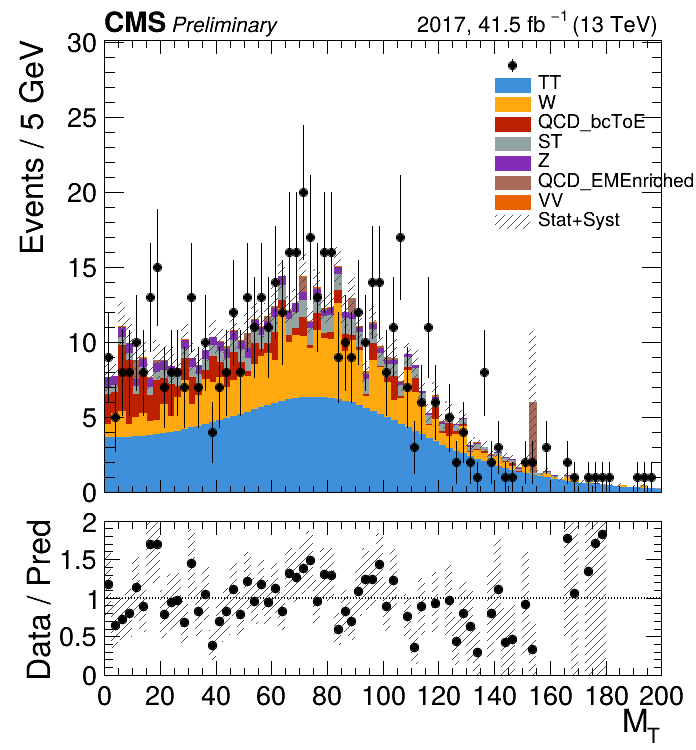 CMS Preliminary 2017, 41.5 fb⁻¹ (13 TeV)
Events / 5 GeV
30
25
20
15
10
5
0
TT
W
QCD_bcToE
ST
Z
QCD_EMEnriched
VV
Stat+Syst
Data / Pred
2
1.5
1
0.5
0
0 20 40 60 80 100 120 140 160 180 200
M_T